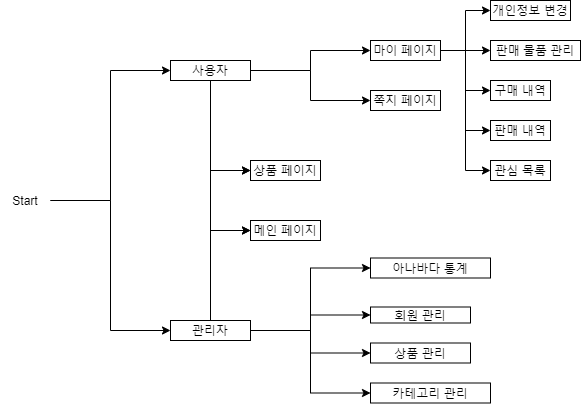 개인정보 변경
마이 페이지
판매 물품 관리
사용자
쪽지 페이지
구매 내역
판매 내역
상품 페이지
관심 목록
Start
메인 페이지
아나바다 통계
회원 관리
관리자
상품 관리
카테고리 관리